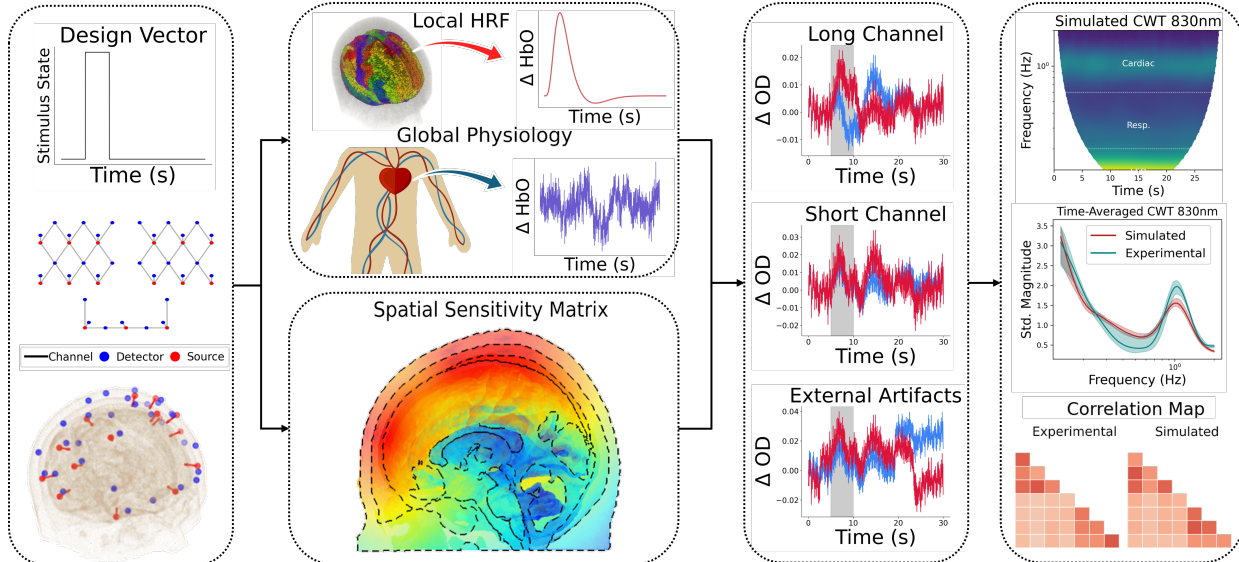 Design Vector
Stimulus State
Time (s)
Channel
Detector
Source
Local HRF
Δ HbO
Time (s)
Global Physiology
Δ HbO
Time (s)
Spatial Sensitivity Matrix
Long Channel
Δ OD
0.02
0.01
0.00
−0.01
0 10 20 30
Time (s)
Short Channel
Δ OD
0.03
0.02
0.01
0.00
−0.01
−0.02
0 10 20 30
Time (s)
External Artifacts
Δ OD
0.04
0.02
0.00
−0.02
0 10 20 30
Time (s)
Simulated CWT 830nm
Frequency (Hz)
10⁰
Cardiac
Resp.
5 10 15 20 25
Time (s)
Time-Averaged CWT 830nm
Std. Magnitude
3.5
3.0
2.5
2.0
1.5
1.0
0.5
Simulated
Experimental
10⁰
Frequency (Hz)
Correlation Map
Experimental
Simulated